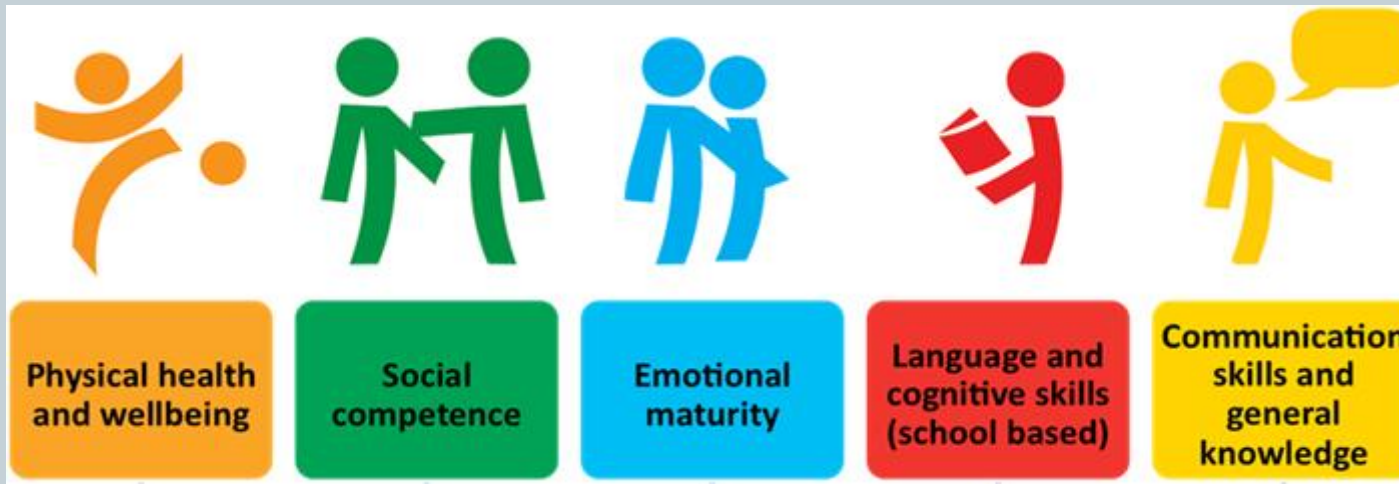 Physical health
and wellbeing
Social
competence
Emotional
maturity
Language and
cognitive skills
(school based)
Communication
skills and
general
knowledge